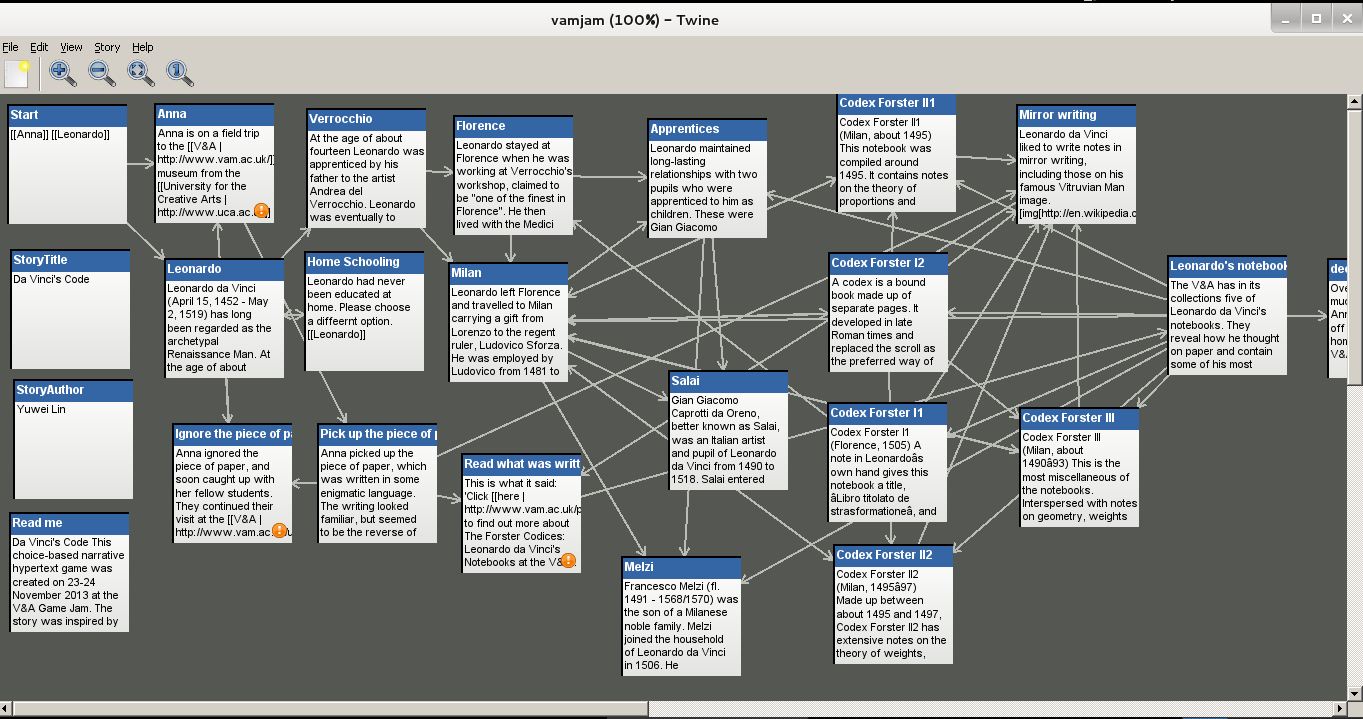 vamjam (100%) – Twine
File Edit View Story Help
Start
[[Anna]] [[Leonardo]]
Anna
Anna is on a field trip
to the [[V&A |
http://www.vam.ac.uk/]]
museum from the
[[University for the
Creative Arts |
http://www.uca.ac.
Verrocchio
At the age of about
fourteen Leonardo was
apprenticed by his
father to the artist
Andrea del
Verrocchio. Leonardo
was eventually to
Florence
Leonardo stayed at
Florence when he was
working at Verrocchio's
workshop, claimed to
be "one of the finest in
Florence". He then
lived with the Medici
Apprentices
Leonardo maintained
long-lasting
relationships with two
pupils who were
apprenticed to him as
children. These were
Gian Giacomo
Codex Forster II1
Codex Forster II1
(Milan, about 1495)
This notebook was
compiled around
1495. It contains notes
on the theory of
proportions and
Mirror writing
Leonardo da Vinci
liked to write notes in
mirror writing,
including those on his
famous Vitruvian Man
image.
[img[http://en.wikipedia.c
StoryTitle
Da Vinci's Code
Leonardo
Leonardo da Vinci
(April 15, 1452 - May
2, 1519) has long
been regarded as the
archetypal
Renaissance Man. At
the age of about
Home Schooling
Leonardo had never
been educated at
home. Please choose
a differnt option.
[[Leonardo]]
Milan
Leonardo left Florence
and travelled to Milan
carrying a gift from
Lorenzo to the regent
ruler, Ludovico Sforza.
He was employed by
Ludovico from 1481 to
Codex Forster I2
A codex is a bound
book made up of
separate pages. It
developed in late
Roman times and
replaced the scroll as
the preferred way of
Leonardo's notebook
The V&A has in its
collections five of
Leonardo da Vinci's
notebooks. They
reveal how he thought
on paper and contain
some of his most
dec
Ove
muc
Ann
off
hom
V&A
StoryAuthor
Yuwei Lin
Salai
Gian Giacomo
Caprotti da Oreno,
better known as Salai,
was an Italian artist
and pupil of Leonardo
da Vinci from 1490 to
1518. Salai entered
Codex Forster I1
Codex Forster I1
(Florence, 1505) A
note in Leonardoâs
own hand gives this
notebook a title,
âLibro titolato de
strasformationeâ, and
Codex Forster III
Codex Forster III
(Milan, about
1490â93) This is the
most miscellaneous of
the notebooks.
Interspersed with notes
on geometry, weights
Ignore the piece of pa
Anna ignored the
piece of paper, and
soon caught up with
her fellow students.
They continued their
visit at the [[V&A |
http://www.vam.ac.
Pick up the piece of p
Anna picked up the
piece of paper, which
was written in some
enigmatic language.
The writing looked
familiar, but seemed
to be the reverse of
Read what was writt
This is what it said:
'Click [[here |
http://www.vam.ac.uk/p
to find out more about
The Forster Codices:
Leonardo da Vinci's
Notebooks at the V&
Read me
Da Vinci's Code This
choice-based narrative
hypertext game was
created on 23-24
November 2013 at the
V&A Game Jam. The
story was inspired by
Melzi
Francesco Melzi (fl.
1491 - 1568/1570) was
the son of a Milanese
noble family. Melzi
joined the household
of Leonardo da Vinci
in 1506. He
Codex Forster II2
Codex Forster II2
(Milan, 1495â97)
Made up between
about 1495 and 1497,
Codex Forster II2 has
extensive notes on the
theory of weights,